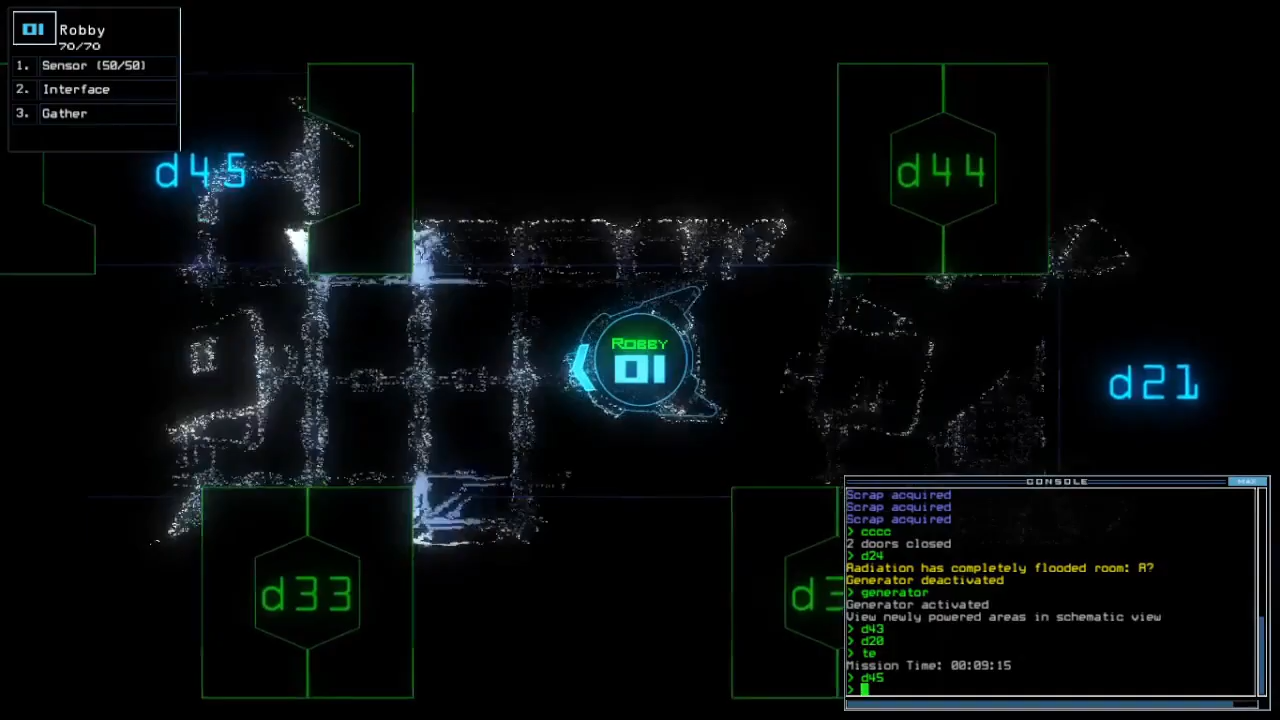 01 Robby
70/70
1. Sensor (50/50)
2. Interface
3. Gather
d45
d44
Robby
01
d21
d33
d3
CONSOLE
MAX
Scrap acquired
Scrap acquired
Scrap acquired
> cccc
2 doors closed
> d24
Radiation has completely flooded room: A?
Generator deactivated
> generator
Generator activated
View newly powered areas in schematic view
> d43
> d20
> te
Mission Time: 00:09:15
> d45
>